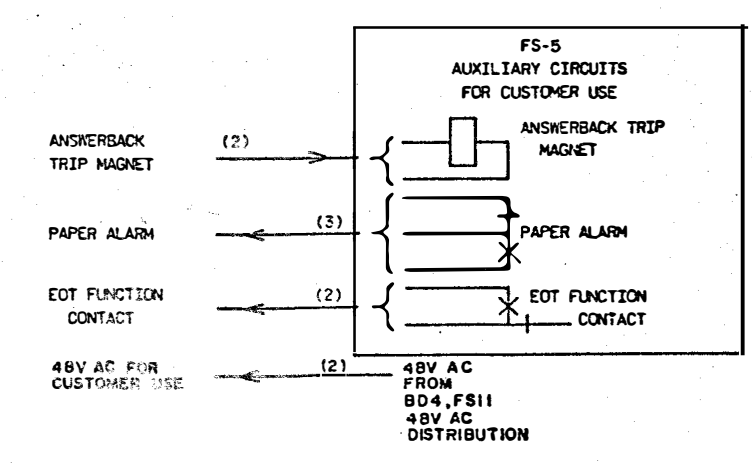 FS-5
AUXILIARY CIRCUITS
FOR CUSTOMER USE
ANSWERBACK
TRIP MAGNET
(2)
ANSWERBACK TRIP
MAGNET
PAPER ALARM
(3)
PAPER ALARM
EOT FUNCTION
CONTACT
(2)
EOT FUNCTION
CONTACT
48V AC FOR
CUSTOMER USE
(2)
48V AC
FROM
BD4,FS11
48V AC
DISTRIBUTION